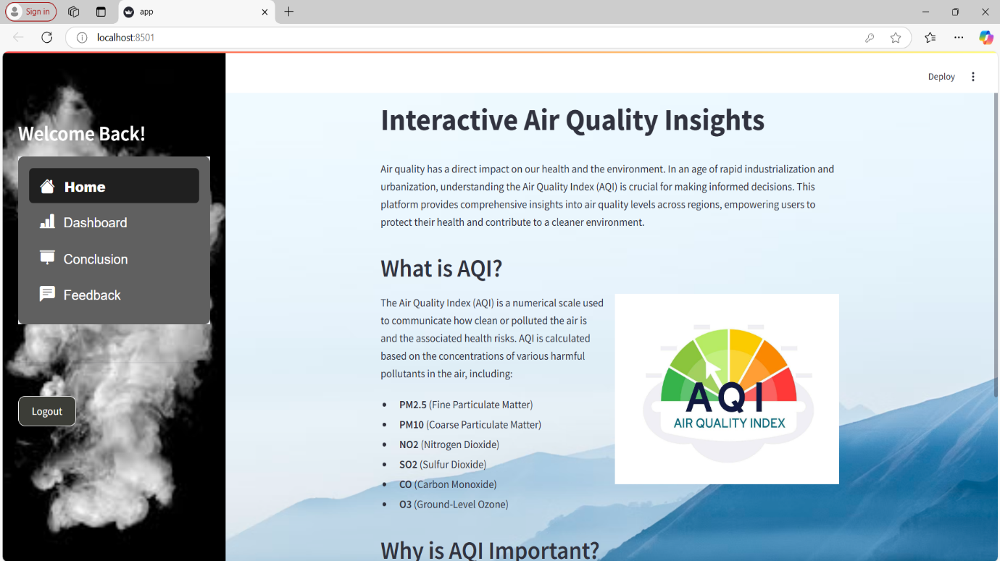 Sign in
app
localhost:8501
Deploy
Welcome Back!
Home
Dashboard
Conclusion
Feedback
Logout
Interactive Air Quality Insights
Air quality has a direct impact on our health and the environment. In an age of rapid industrialization and
urbanization, understanding the Air Quality Index (AQI) is crucial for making informed decisions. This
platform provides comprehensive insights into air quality levels across regions, empowering users to
protect their health and contribute to a cleaner environment.
What is AQI?
The Air Quality Index (AQI) is a numerical scale used
to communicate how clean or polluted the air is
and the associated health risks. AQI is calculated
based on the concentrations of various harmful
pollutants in the air, including:
• PM2.5 (Fine Particulate Matter)
• PM10 (Coarse Particulate Matter)
• NO2 (Nitrogen Dioxide)
• SO2 (Sulfur Dioxide)
• CO (Carbon Monoxide)
• O3 (Ground-Level Ozone)
AQI
AIR QUALITY INDEX
Why is AQI Important?